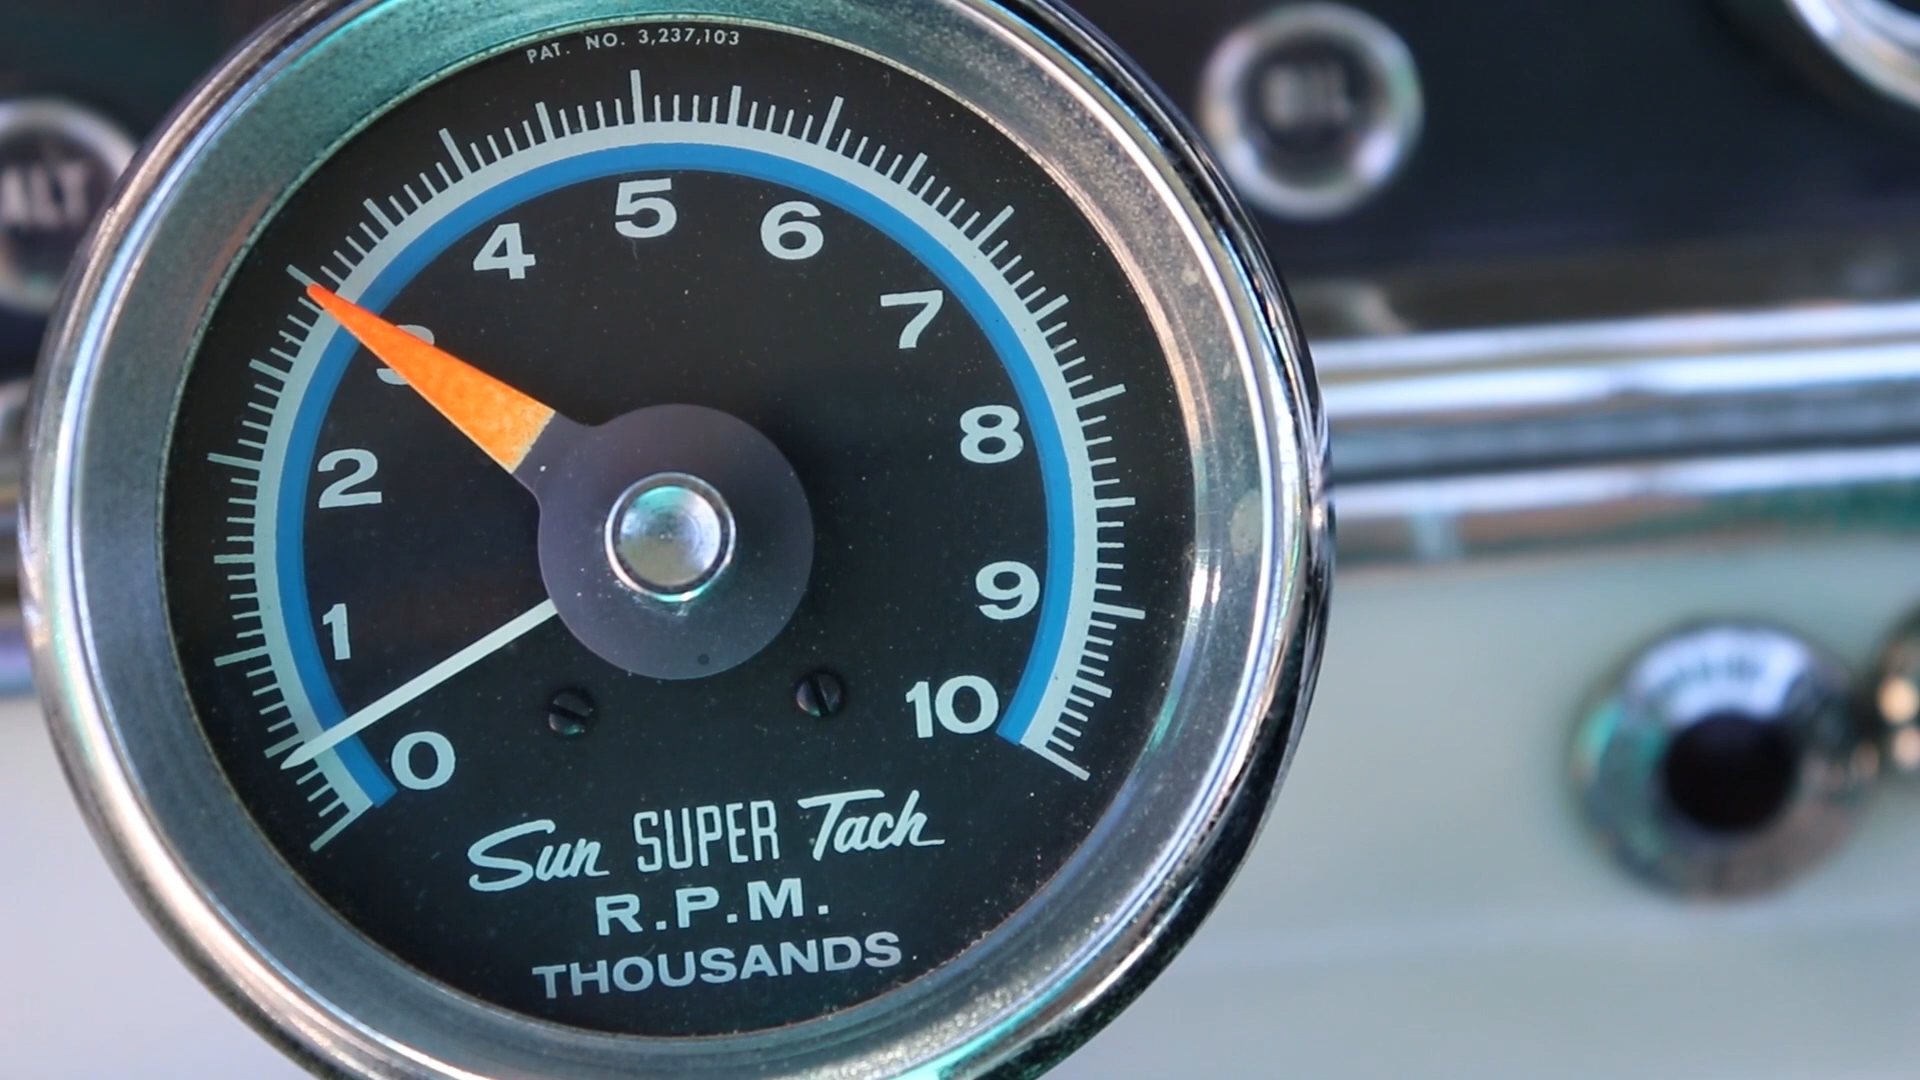 PAT. NO. 3,237,103
ALT
OIL
0
1
2
3
4
5
6
7
8
9
10
Sun SUPER Tach
R.P.M.
THOUSANDS